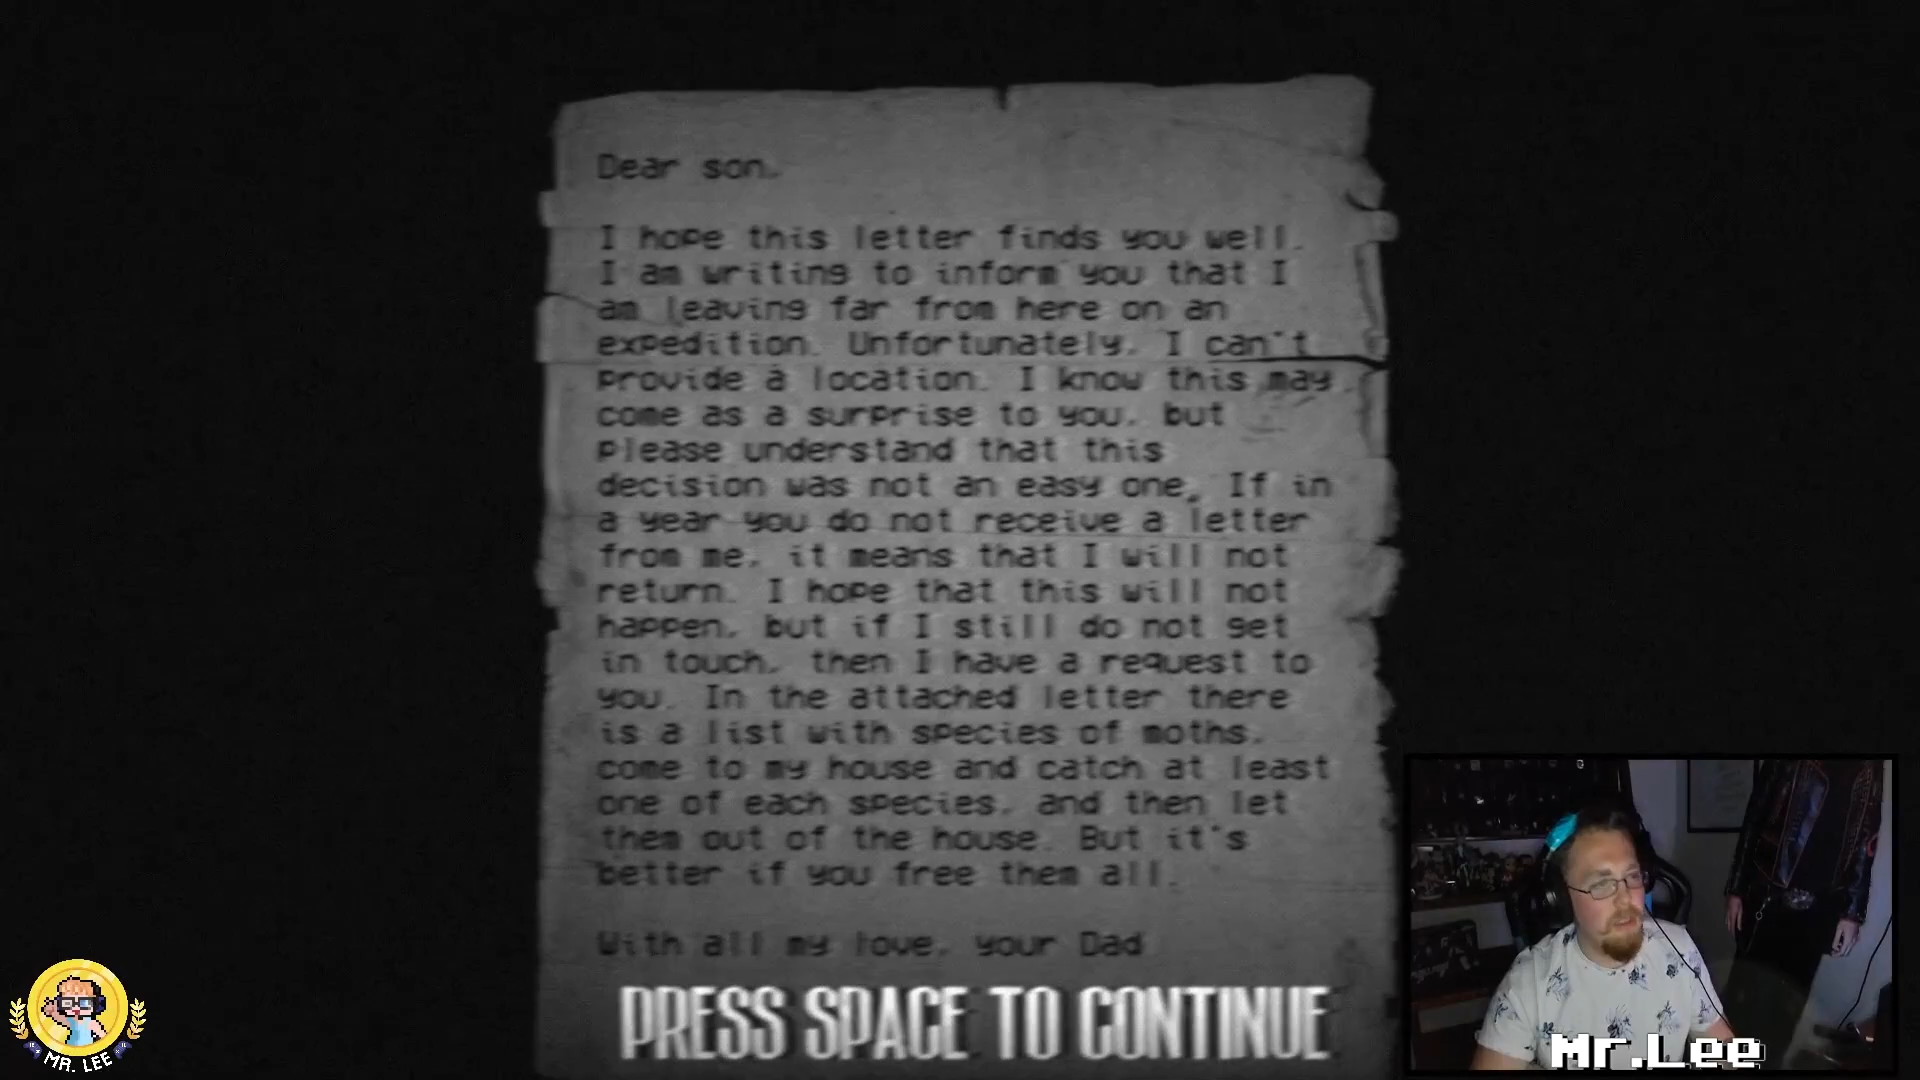 Dear son,
I hope this letter finds you well.
I am writing to inform you that I
am leaving far from here on an
expedition. Unfortunately, I can't
provide a location. I know this may
come as a surprise to you, but
please understand that this
decision was not an easy one. If in
a year you do not receive a letter
from me, it means that I will not
return. I hope that this will not
happen, but if I still do not get
in touch, then I have a request to
you. In the attached letter there
is a list with species of moths,
come to my house and catch at least
one of each species, and then let
them out of the house. But it's
better if you free them all.
With all my love, your Dad
PRESS SPACE TO CONTINUE
MR. LEE
Mr.Lee